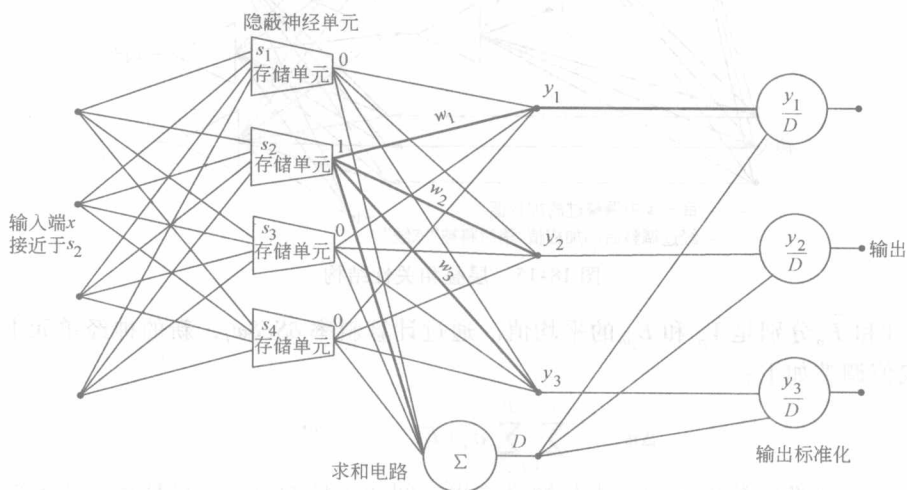 隐蔽神经单元
s1
存储单元
0
s2
存储单元
1
s3
存储单元
0
s4
存储单元
0
输入端x
接近于s2
w1
w2
w3
y1
y2
y3
y1
D
y2
D
y3
D
输出
求和电路
Σ
D
输出标准化